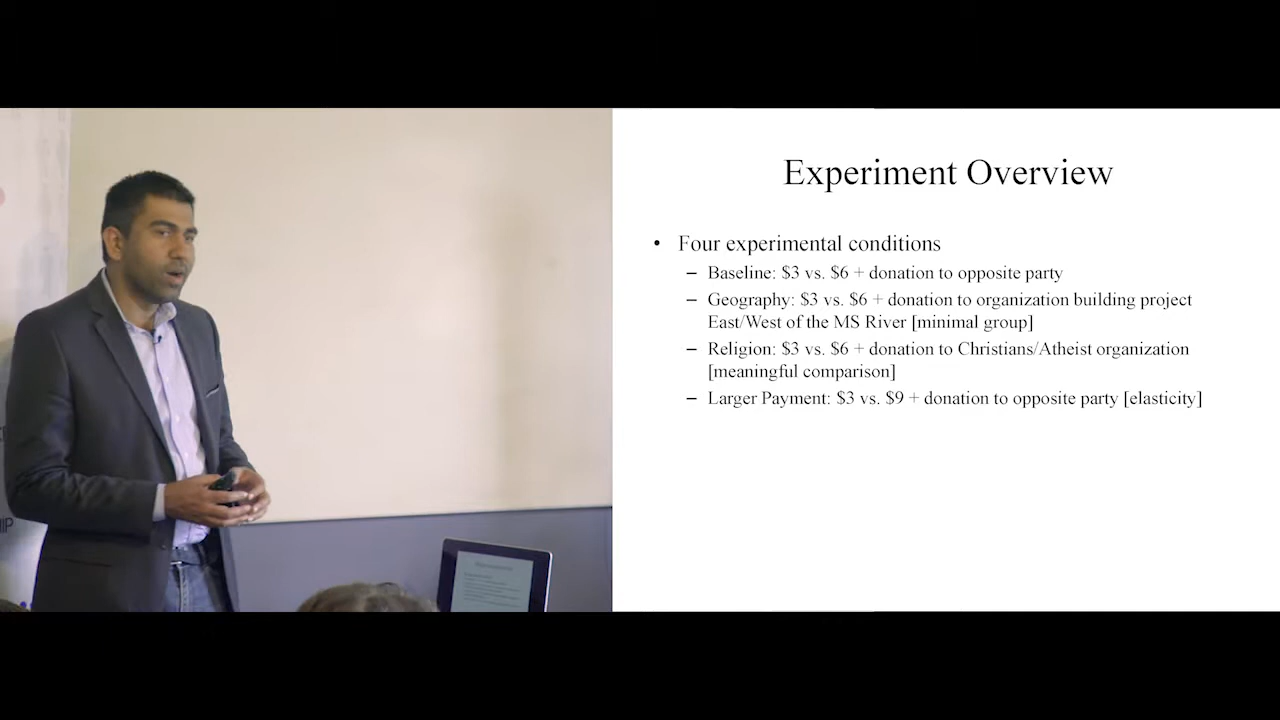 Experiment Overview
• Four experimental conditions
– Baseline: $3 vs. $6 + donation to opposite party
– Geography: $3 vs. $6 + donation to organization building project
East/West of the MS River [minimal group]
– Religion: $3 vs. $6 + donation to Christians/Atheist organization
[meaningful comparison]
– Larger Payment: $3 vs. $9 + donation to opposite party [elasticity]